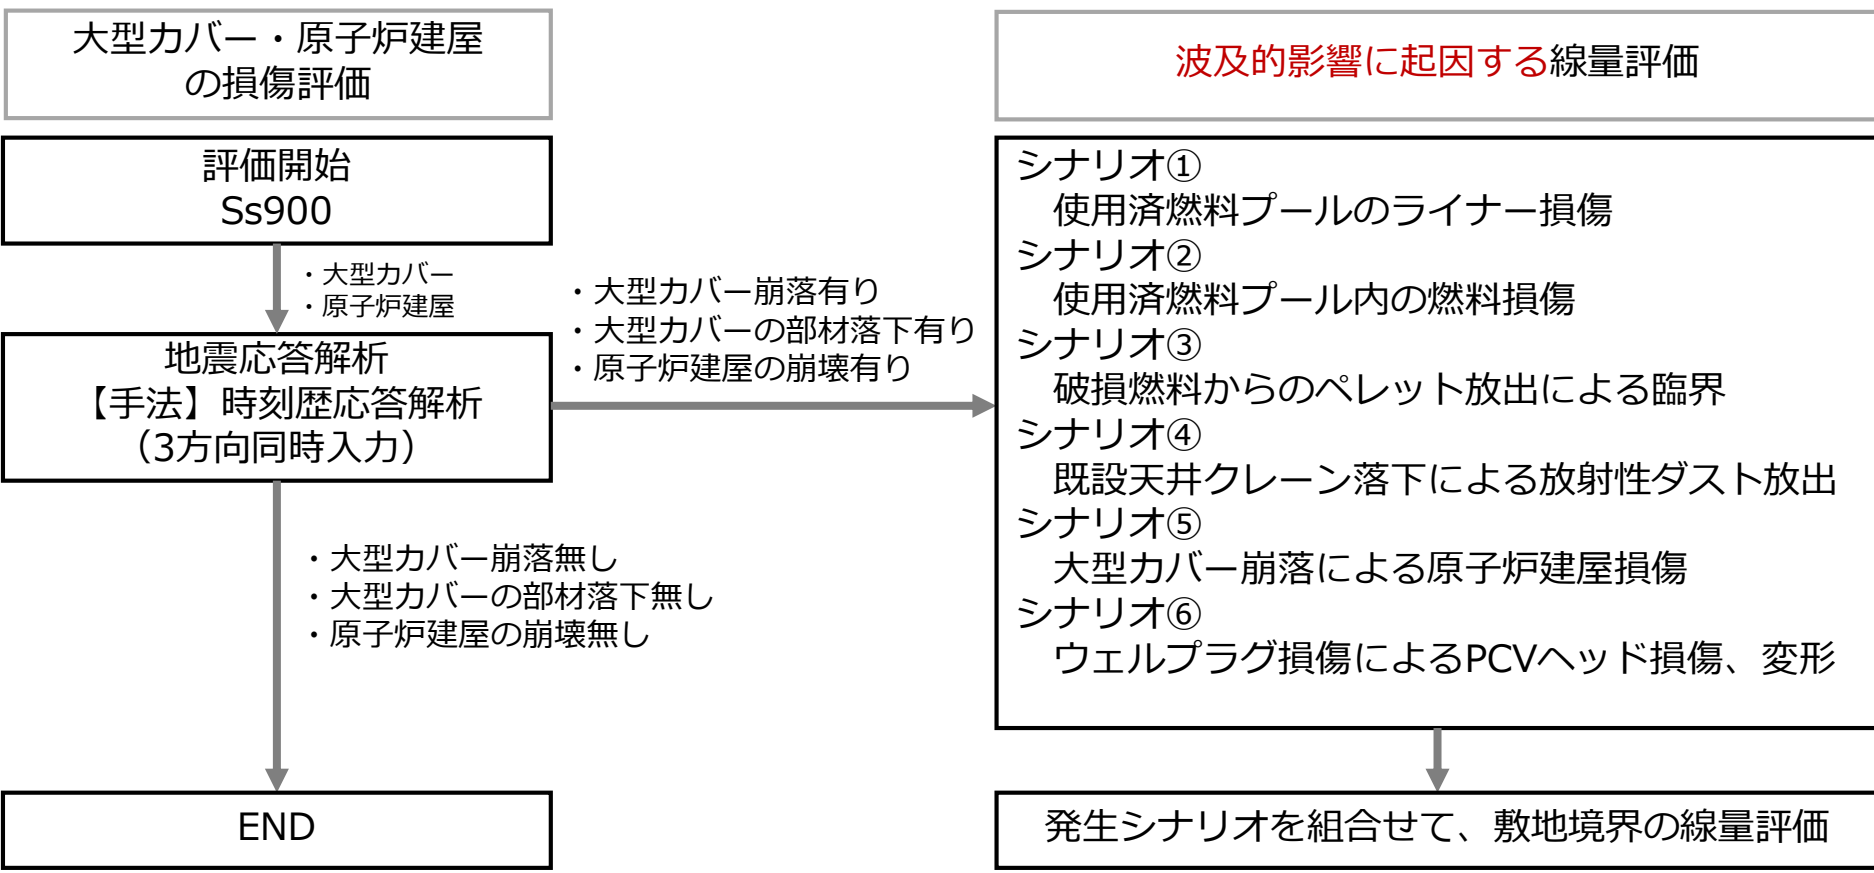 大型カバー・原子炉建屋
の損傷評価
評価開始
Ss900
・大型カバー
・原子炉建屋
地震応答解析
【手法】時刻歴応答解析
（3方向同時入力）
・大型カバー崩落有り
・大型カバーの部材落下有り
・原子炉建屋の崩壊有り
・大型カバー崩落無し
・大型カバーの部材落下無し
・原子炉建屋の崩壊無し
END
波及的影響に起因する線量評価
シナリオ①
使用済燃料プールのライナー損傷
シナリオ②
使用済燃料プール内の燃料損傷
シナリオ③
破損燃料からのペレット放出による臨界
シナリオ④
既設天井クレーン落下による放射性ダスト放出
シナリオ⑤
大型カバー崩落による原子炉建屋損傷
シナリオ⑥
ウェルプラグ損傷によるPCVヘッド損傷、変形
発生シナリオを組合せて、敷地境界の線量評価